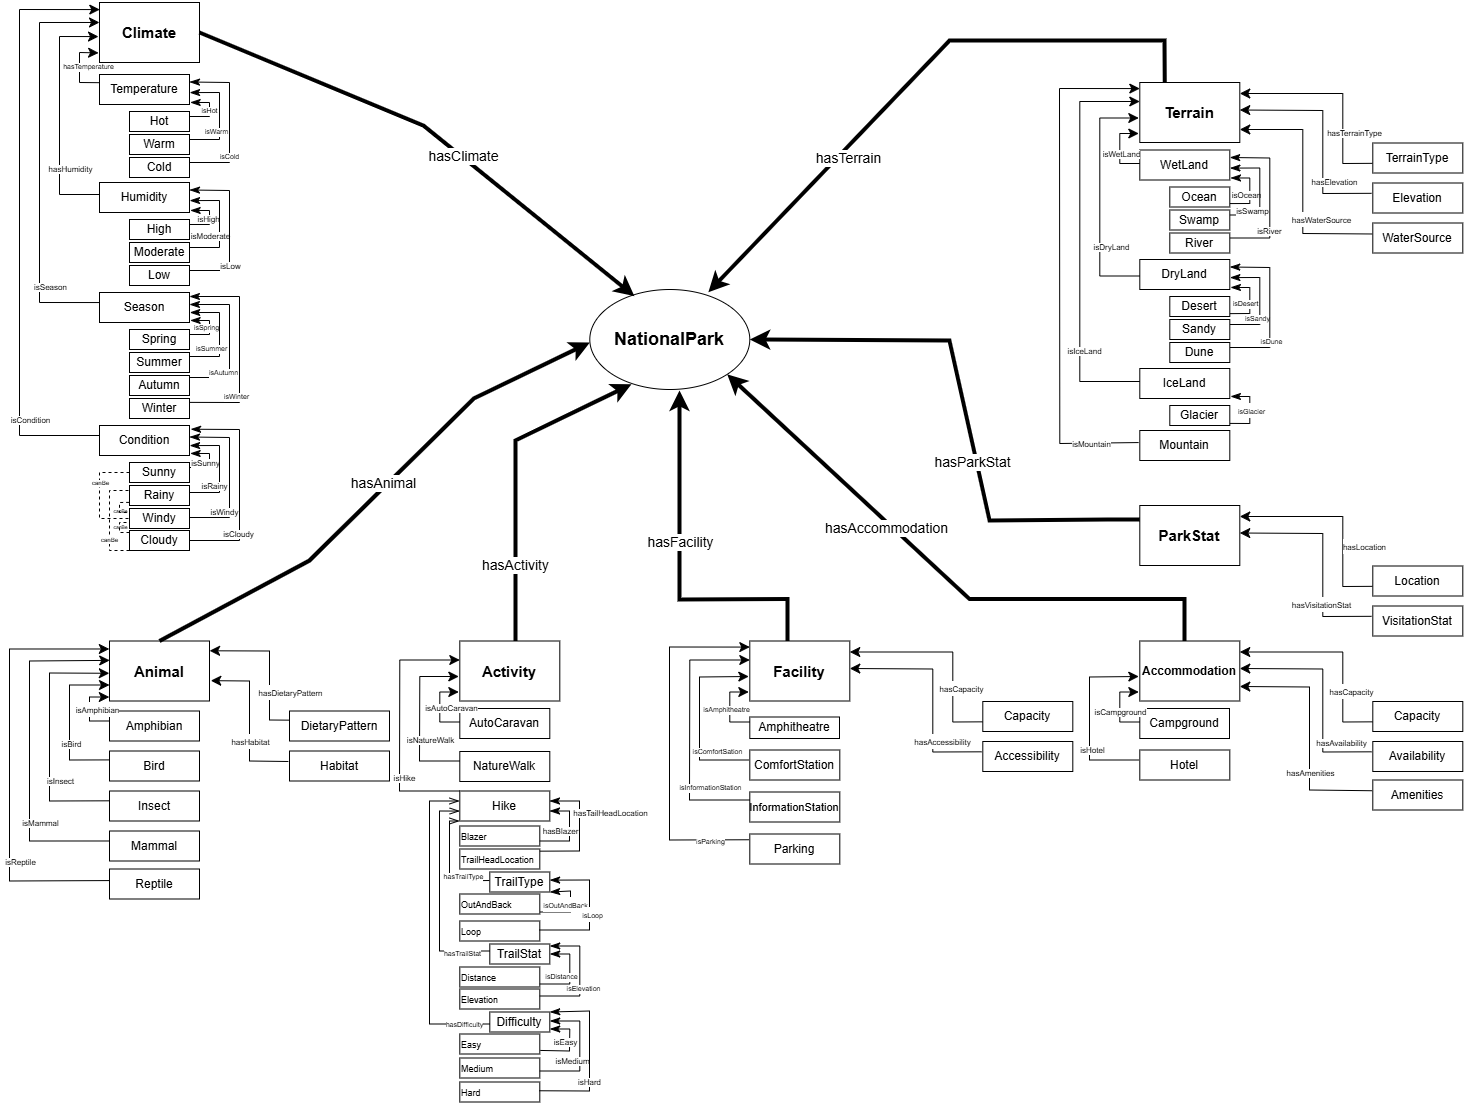 Climate
hasTemperature
Temperature
isHot
Hot
isWarm
Warm
isCold
Cold
hasHumidity
Humidity
isHigh
High
isModerate
Moderate
isLow
Low
isSeason
Season
isSpring
Spring
isSummer
Summer
isAutumn
Autumn
isWinter
Winter
isCondition
Condition
isSunny
Sunny
isRainy
Rainy
isWindy
Windy
isCloudy
Cloudy
hasClimate
hasTerrain
NationalPark
hasAnimal
hasActivity
hasFacility
hasAccommodation
hasParkStat
Terrain
isWetLand
WetLand
Ocean
isOcean
Swamp
isSwamp
River
isRiver
isDryLand
DryLand
Desert
isDesert
Sandy
isSandy
Dune
isDune
isIceLand
IceLand
Glacier
isGlacier
isMountain
Mountain
hasTerrainType
TerrainType
hasElevation
Elevation
hasWaterSource
WaterSource
ParkStat
hasLocation
Location
hasVisitationStat
VisitationStat
Animal
isAmphibian
Amphibian
isBird
Bird
isInsect
Insect
isMammal
Mammal
isReptile
Reptile
hasDietaryPattern
DietaryPattern
hasHabitat
Habitat
Activity
isAutoCaravan
AutoCaravan
isNatureWalk
NatureWalk
isHike
Hike
hasTailHeadLocation
hasBlazer
Blazer
TrailHeadLocation
hasTrailType
TrailType
OutAndBack
isOutAndBack
isLoop
Loop
hasTrailStat
TrailStat
Distance
isDistance
Elevation
isElevation
hasDifficulty
Difficulty
Easy
isEasy
Medium
isMedium
Hard
isHard
Facility
isAmphitheatre
Amphitheatre
isComfortSation
ComfortStation
isInformationStation
InformationStation
isParking
Parking
hasCapacity
Capacity
hasAccessibility
Accessibility
Accommodation
isCampground
Campground
isHotel
Hotel
hasCapacity
Capacity
hasAvailability
Availability
hasAmenities
Amenities